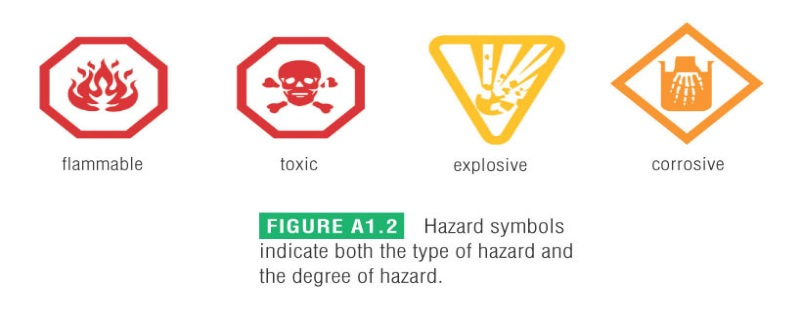 flammable
toxic
explosive
corrosive
FIGURE A1.2 Hazard symbols
indicate both the type of hazard and
the degree of hazard.